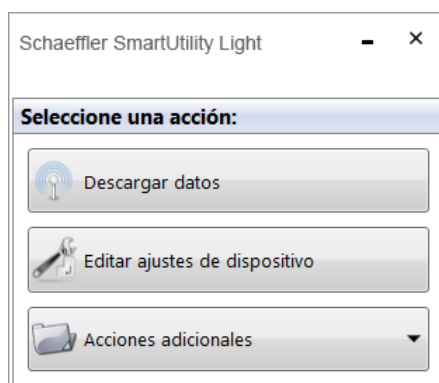 Schaeffler SmartUtility Light
Seleccione una acción:
Descargar datos
Editar ajustes de dispositivo
Acciones adicionales